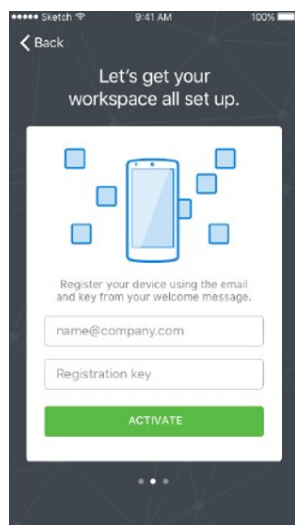 Sketch 9:41 AM 100%
Back
Let's get your
workspace all set up.
Register your device using the email
and key from your welcome message.
name@company.com
Registration key
ACTIVATE